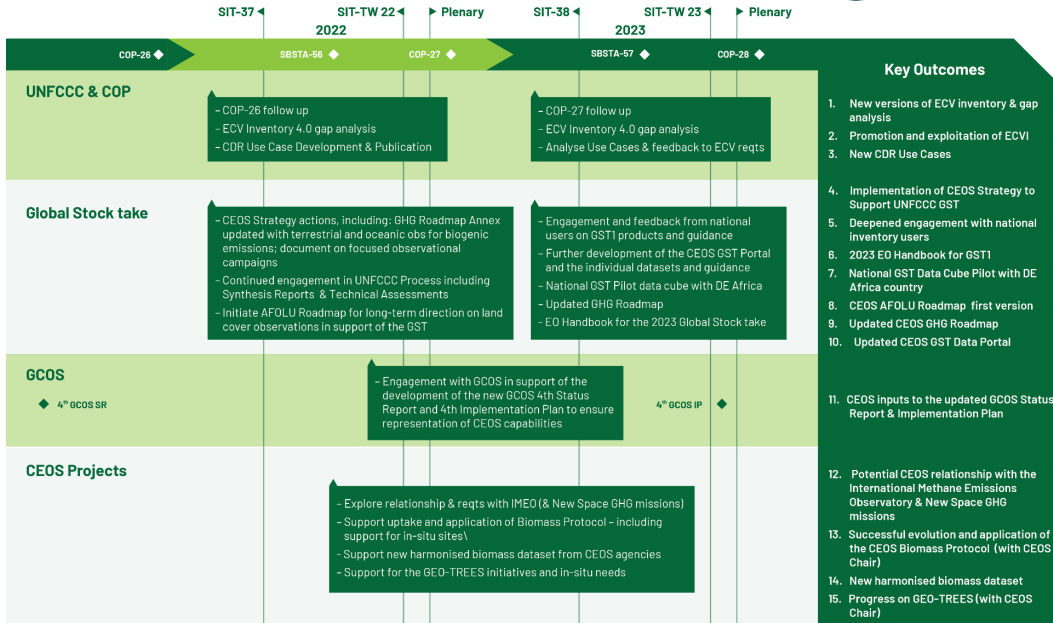 SIT-37
SIT-TW 22
Plenary
SIT-38
SIT-TW 23
Plenary
2022
2023
COP-26
SBSTA-56
COP-27
SBSTA-57
COP-28
UNFCCC & COP
– COP-26 follow up
– ECV Inventory 4.0 gap analysis
– CDR Use Case Development & Publication
– COP-27 follow up
– ECV Inventory 4.0 gap analysis
– Analyse Use Cases & feedback to ECV reqts
Global Stock take
– CEOS Strategy actions, including: GHG Roadmap Annex
updated with terrestrial and oceanic obs for biogenic
emissions; document on focused observational
campaigns
– Continued engagement in UNFCCC Process including
Synthesis Reports & Technical Assessments
– Initiate AFOLU Roadmap for long-term direction on land
cover observations in support of the GST
– Engagement and feedback from national
users on GST1 products and guidance
– Further development of the CEOS GST Portal
and the individual datasets and guidance
– National GST Pilot data cube with DE Africa
– Updated GHG Roadmap
– EO Handbook for the 2023 Global Stock take
GCOS
4th GCOS SR
– Engagement with GCOS in support of the
development of the new GCOS 4th Status
Report and 4th Implementation Plan to ensure
representation of CEOS capabilities
4th GCOS IP
CEOS Projects
– Explore relationship & reqts with IMEO (& New Space GHG missions)
– Support uptake and application of Biomass Protocol – including
support for in-situ sites\
– Support new harmonised biomass dataset from CEOS agencies
– Support for the GEO-TREES initiatives and in-situ needs
Key Outcomes
1. New versions of ECV inventory & gap
analysis
2. Promotion and exploitation of ECVI
3. New CDR Use Cases
4. Implementation of CEOS Strategy to
Support UNFCCC GST
5. Deepened engagement with national
inventory users
6. 2023 EO Handbook for GST1
7. National GST Data Cube Pilot with DE
Africa country
8. CEOS AFOLU Roadmap first version
9. Updated CEOS GHG Roadmap
10. Updated CEOS GST Data Portal
11. CEOS inputs to the updated GCOS Status
Report & Implementation Plan
12. Potential CEOS relationship with the
International Methane Emissions
Observatory & New Space GHG
missions
13. Successful evolution and application of
the CEOS Biomass Protocol (with CEOS
Chair)
14. New harmonised biomass dataset
15. Progress on GEO-TREES (with CEOS
Chair)